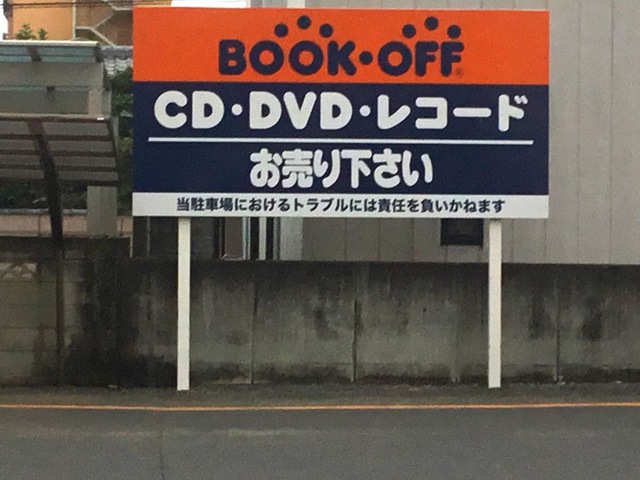 BOOK・OFF®
CD・DVD・レコード
お売り下さい
当駐車場におけるトラブルには責任を負いかねます